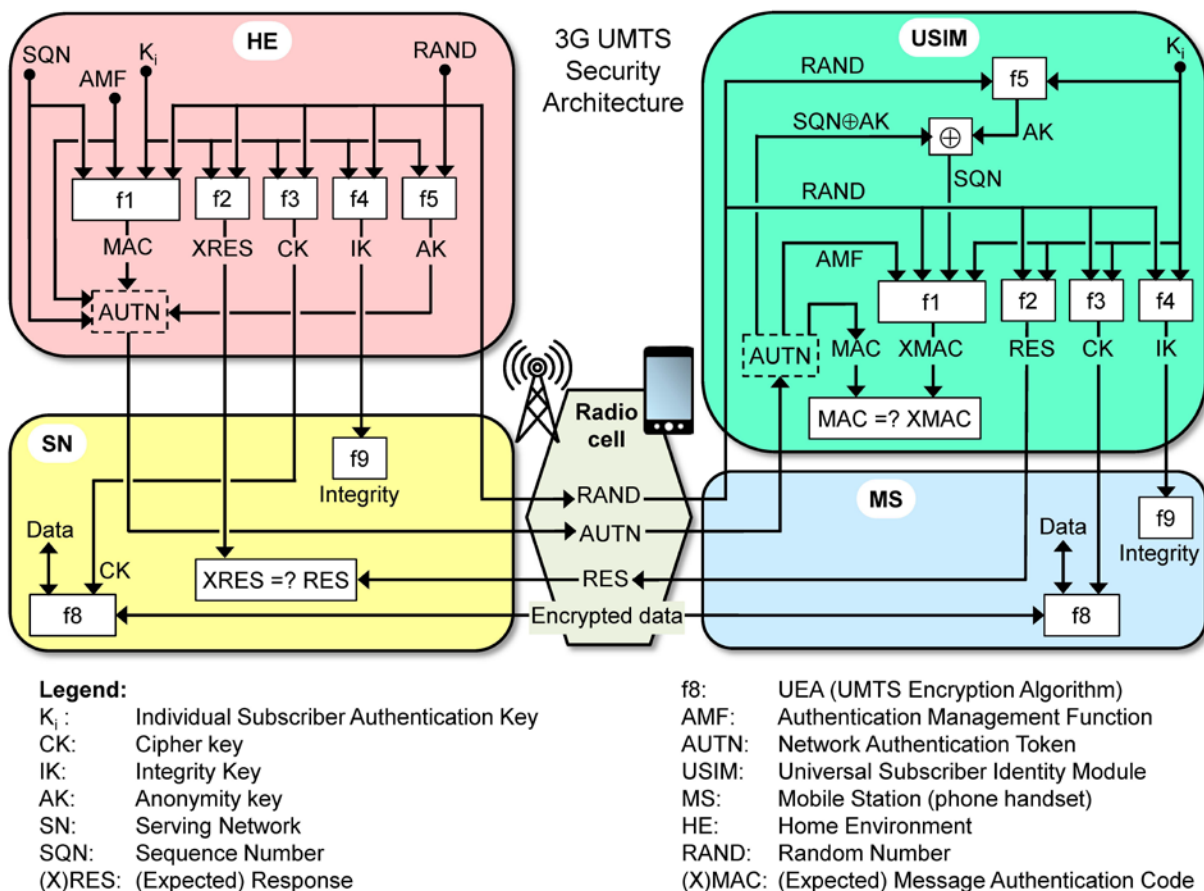 HE
SQN
AMF
Kᵢ
RAND
f1
f2
f3
f4
f5
MAC
XRES
CK
IK
AK
AUTN
3G UMTS
Security
Architecture
USIM
Kᵢ
RAND
f5
SQN⊕AK
⊕
AK
SQN
RAND
AMF
f1
f2
f3
f4
AUTN
MAC
XMAC
RES
CK
IK
MAC =? XMAC
SN
f9
Integrity
Data
CK
XRES =? RES
f8
Radio
cell
RAND
AUTN
RES
Encrypted data
MS
f9
Integrity
Data
f8
Legend:
Kᵢ : Individual Subscriber Authentication Key
CK: Cipher key
IK: Integrity Key
AK: Anonymity key
SN: Serving Network
SQN: Sequence Number
(X)RES: (Expected) Response
f8: UEA (UMTS Encryption Algorithm)
AMF: Authentication Management Function
AUTN: Network Authentication Token
USIM: Universal Subscriber Identity Module
MS: Mobile Station (phone handset)
HE: Home Environment
RAND: Random Number
(X)MAC: (Expected) Message Authentication Code